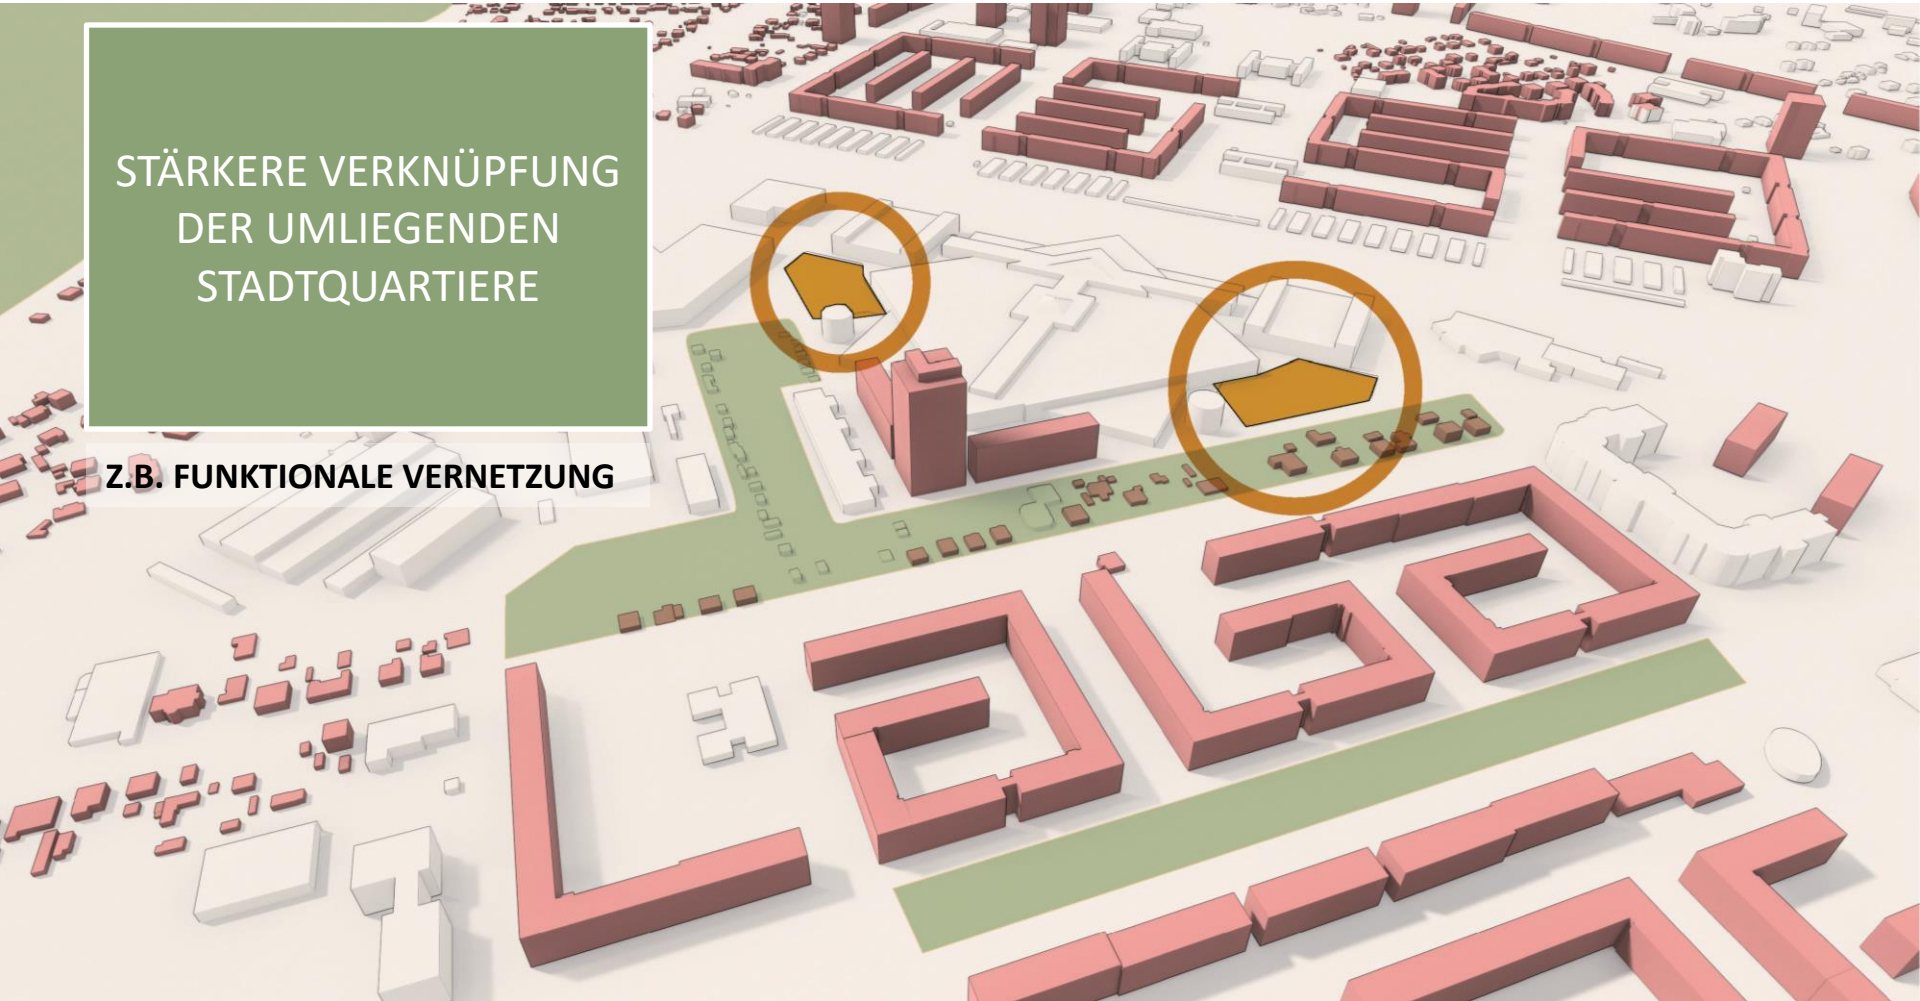 STÄRKERE VERKNÜPFUNG
DER UMLIEGENDEN
STADTQUARTIERE
Z.B. FUNKTIONALE VERNETZUNG